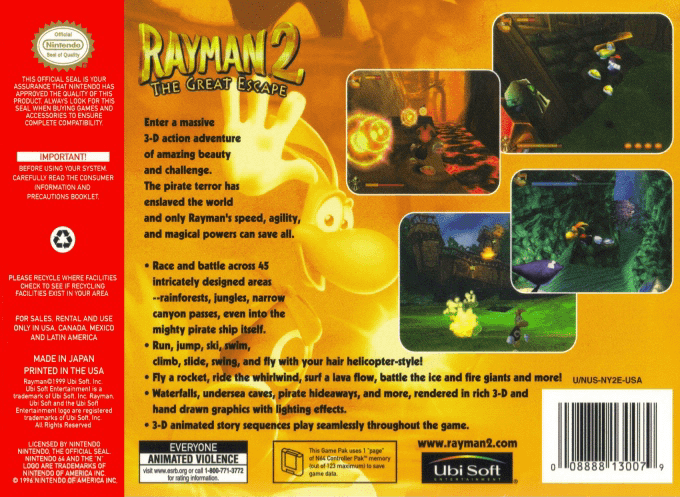 Official
Nintendo
Seal of Quality
THIS OFFICIAL SEAL IS YOUR
ASSURANCE THAT NINTENDO HAS
APPROVED THE QUALITY OF THIS
PRODUCT. ALWAYS LOOK FOR THIS
SEAL WHEN BUYING GAMES AND
ACCESSORIES TO ENSURE
COMPLETE COMPATIBILITY.
IMPORTANT!
BEFORE USING YOUR SYSTEM
CAREFULLY READ THE CONSUMER
INFORMATION AND
PRECAUTIONS BOOKLET.
PLEASE RECYCLE WHERE FACILITIES
CHECK TO SEE IF RECYCLING
FACILITIES EXIST IN YOUR AREA
FOR SALES, RENTAL AND USE
ONLY IN USA, CANADA, MEXICO
AND LATIN AMERICA
MADE IN JAPAN
PRINTED IN THE USA
Rayman©1999 Ubi Soft. Inc.
Ubi Soft Entertainment is a
trademark of Ubi Soft, Inc. Rayman.
Ubi Soft and the Ubi Soft
Entertainment logo are registered
trademarks of Ubi Soft, Inc.
All Rights Reserved
LICENSED BY NINTENDO
NINTENDO, THE OFFICIAL SEAL,
NINTENDO 64 AND THE "N"
LOGO ARE TRADEMARKS OF
NINTENDO OF AMERICA INC.
© 1996 NINTENDO OF AMERICA INC.
RAYMAN 2
THE GREAT ESCAPE
Enter a massive
3-D action adventure
of amazing beauty
and challenge.
The pirate terror has
enslaved the world
and only Rayman's speed, agility,
and magical powers can save all.
• Race and battle across 45
intricately designed areas
--rainforests, jungles, narrow
canyon passes, even into the
mighty pirate ship itself.
• Run, jump, ski, swim,
climb, slide, swing, and fly with your hair helicopter-style!
• Fly a rocket, ride the whirlwind, surf a lava flow, battle the ice and fire giants and more!
• Waterfalls, undersea caves, pirate hideaways, and more, rendered in rich 3-D and
hand drawn graphics with lighting effects.
• 3-D animated story sequences play seamlessly throughout the game.
U/NUS-NY2E-USA
EVERYONE
ANIMATED VIOLENCE
visit www.esrb.org or call 1-800-771-3772
for rating information.
This Game Pak uses 1 "page"
of N64 Controller Pak™ memory
(out of 123 maximum) to save
game data.
www.rayman2.com
Ubi Soft
ENTERTAINMENT
0 08888 13007 9